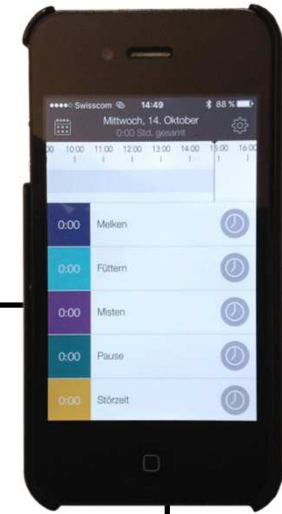 Swisscom 14:49 88 %
Mittwoch, 14. Oktober
0:00 Std. gesamt
00 10:00 11:00 12:00 13:00 14:00 15:00 16:00
0:00 Melken
0:00 Füttern
0:00 Misten
0:00 Pause
0:00 Störzeit